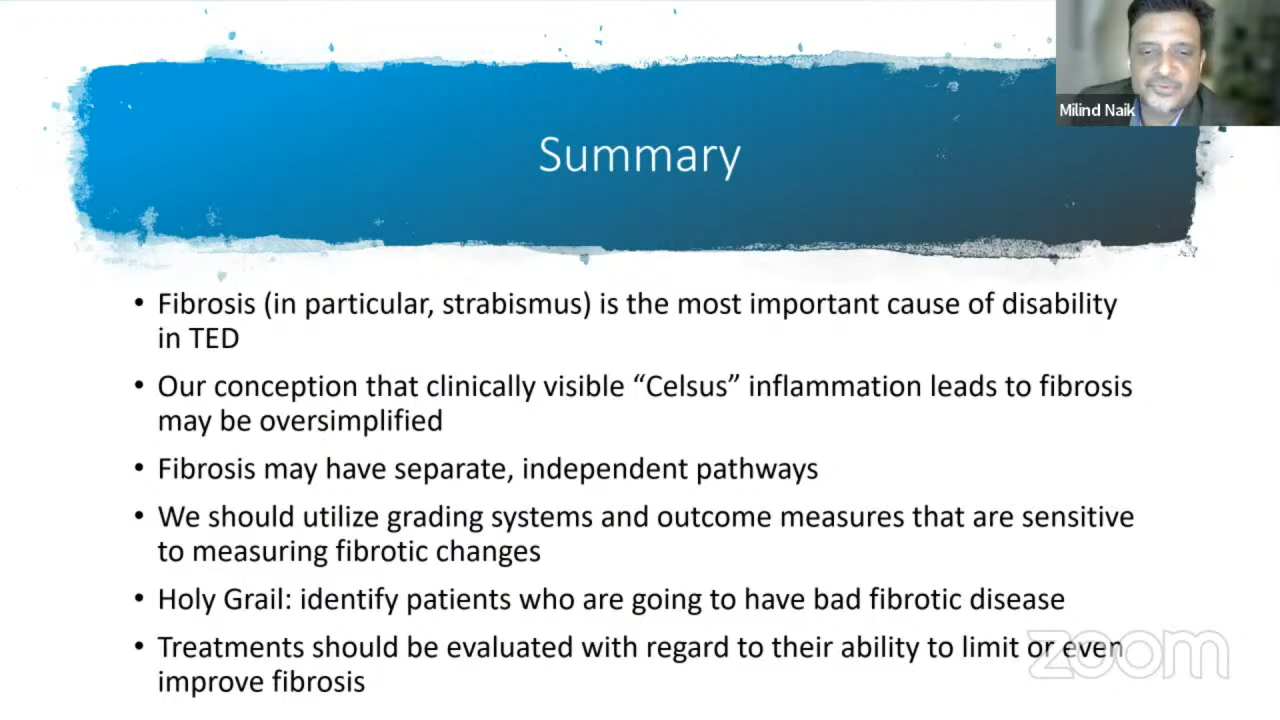 Milind Naik
Summary
• Fibrosis (in particular, strabismus) is the most important cause of disability
in TED
• Our conception that clinically visible “Celsus” inflammation leads to fibrosis
may be oversimplified
• Fibrosis may have separate, independent pathways
• We should utilize grading systems and outcome measures that are sensitive
to measuring fibrotic changes
• Holy Grail: identify patients who are going to have bad fibrotic disease
• Treatments should be evaluated with regard to their ability to limit or even
improve fibrosis
zoom